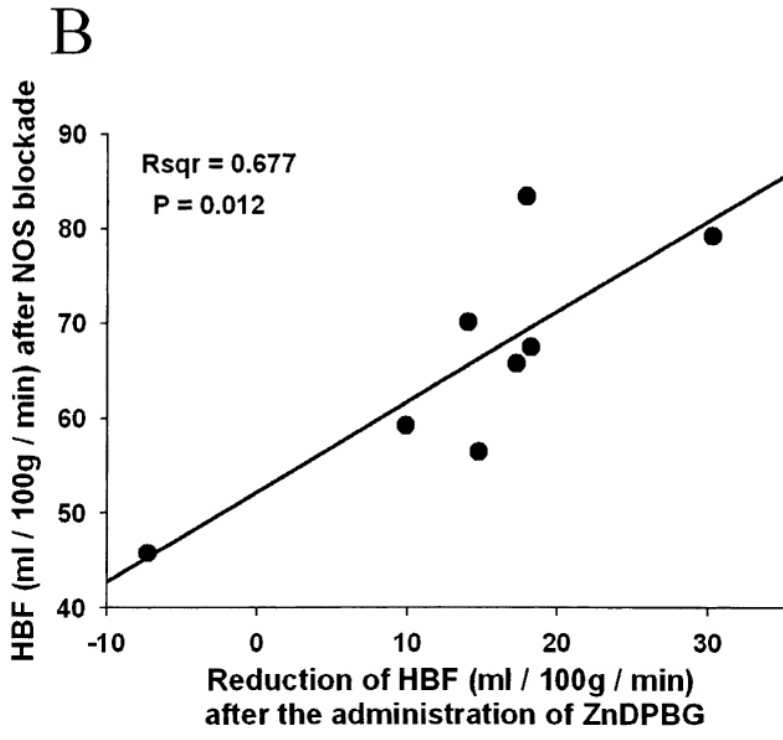 B
HBF (ml / 100g / min) after NOS blockade
90
80
70
60
50
40
Rsqr = 0.677
P = 0.012
-10 0 10 20 30
Reduction of HBF (ml / 100g / min)
after the administration of ZnDPBG